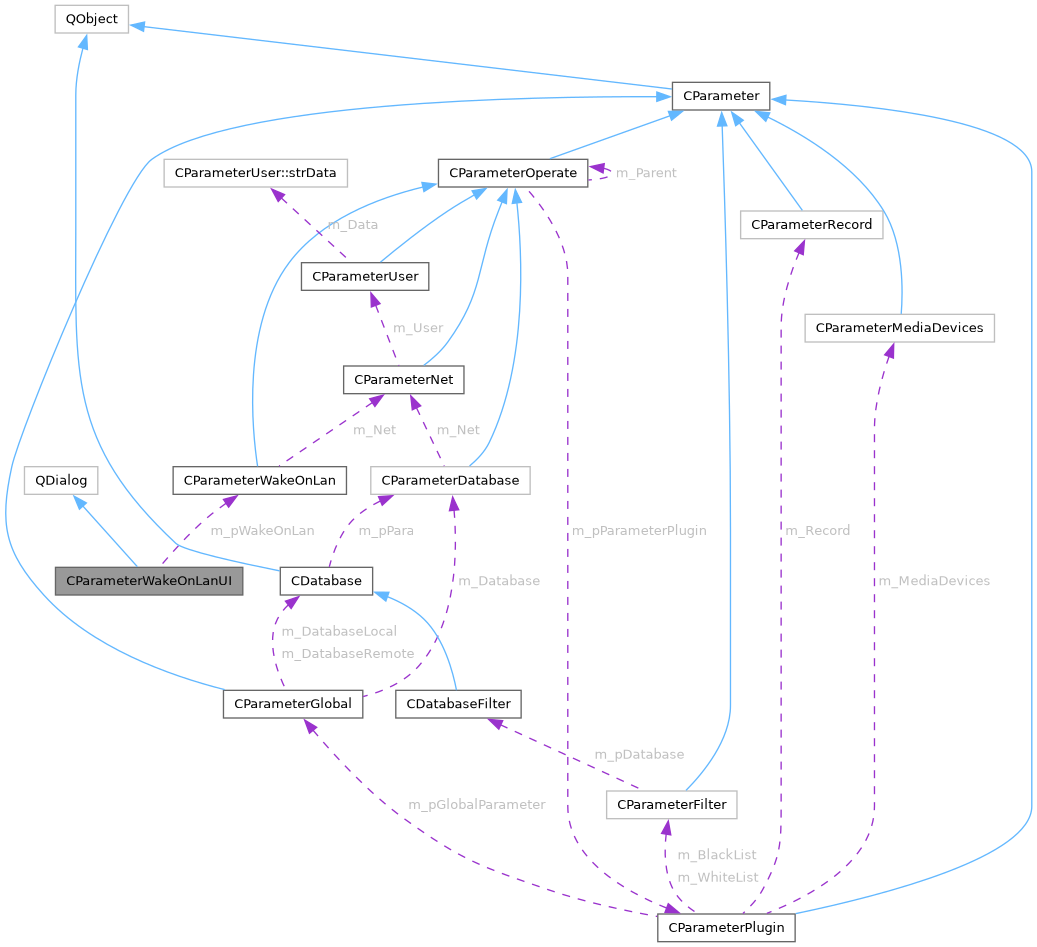 QObject
CParameter
CParameterUser::strData
CParameterOperate
m_Parent
m_Data
CParameterRecord
CParameterUser
m_User
CParameterMediaDevices
CParameterNet
m_Net
m_Net
QDialog
CParameterWakeOnLan
CParameterDatabase
m_pWakeOnLan
m_pPara
m_pParameterPlugin
m_Record
CParameterWakeOnLanUI
CDatabase
m_Database
m_MediaDevices
m_DatabaseLocal
m_DatabaseRemote
CParameterGlobal
CDatabaseFilter
m_pDatabase
m_pGlobalParameter
CParameterFilter
m_BlackList
m_WhiteList
CParameterPlugin